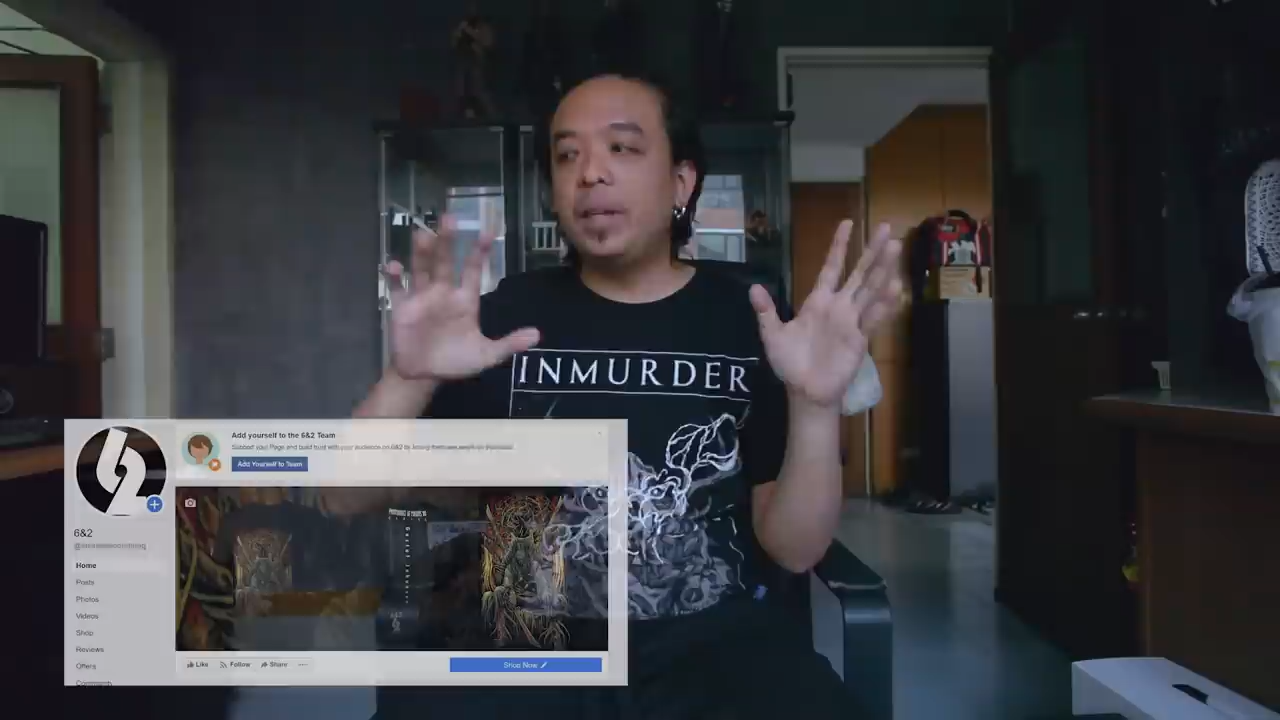 INMURDER
Add yourself to the 6&2 Team
Add Yourself to Team
6&2
Home
Posts
Photos
Videos
Shop
Reviews
Offers
Community
Like
Follow
Share
Shop Now